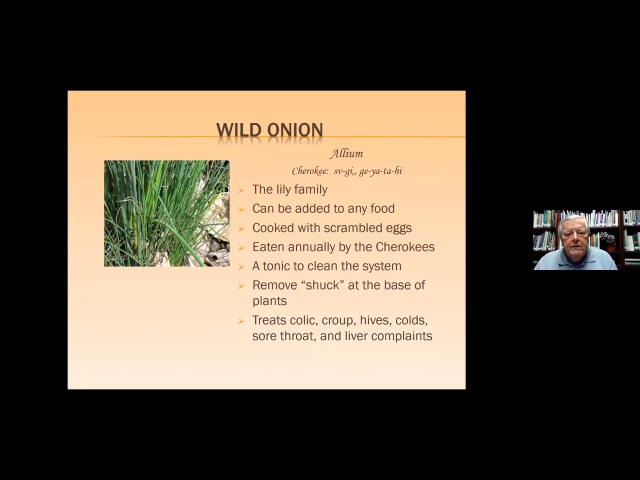 WILD ONION
Allium
Cherokee: sv-gi,, ge-ya-ta-hi
The lily family
Can be added to any food
Cooked with scrambled eggs
Eaten annually by the Cherokees
A tonic to clean the system
Remove “shuck” at the base of
plants
Treats colic, croup, hives, colds,
sore throat, and liver complaints